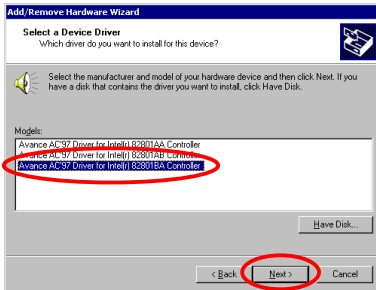 Add/Remove Hardware Wizard
Select a Device Driver
Which driver do you want to install for this device?
Select the manufacturer and model of your hardware device and then click Next. If you
have a disk that contains the driver you want to install, click Have Disk.
Models:
Avance AC'97 Driver for Intel(r) 82801AA Controller
Avance AC'97 Driver for Intel(r) 82801AB Controller
Avance AC'97 Driver for Intel(r) 82801BA Controller
Have Disk...
< Back Next > Cancel